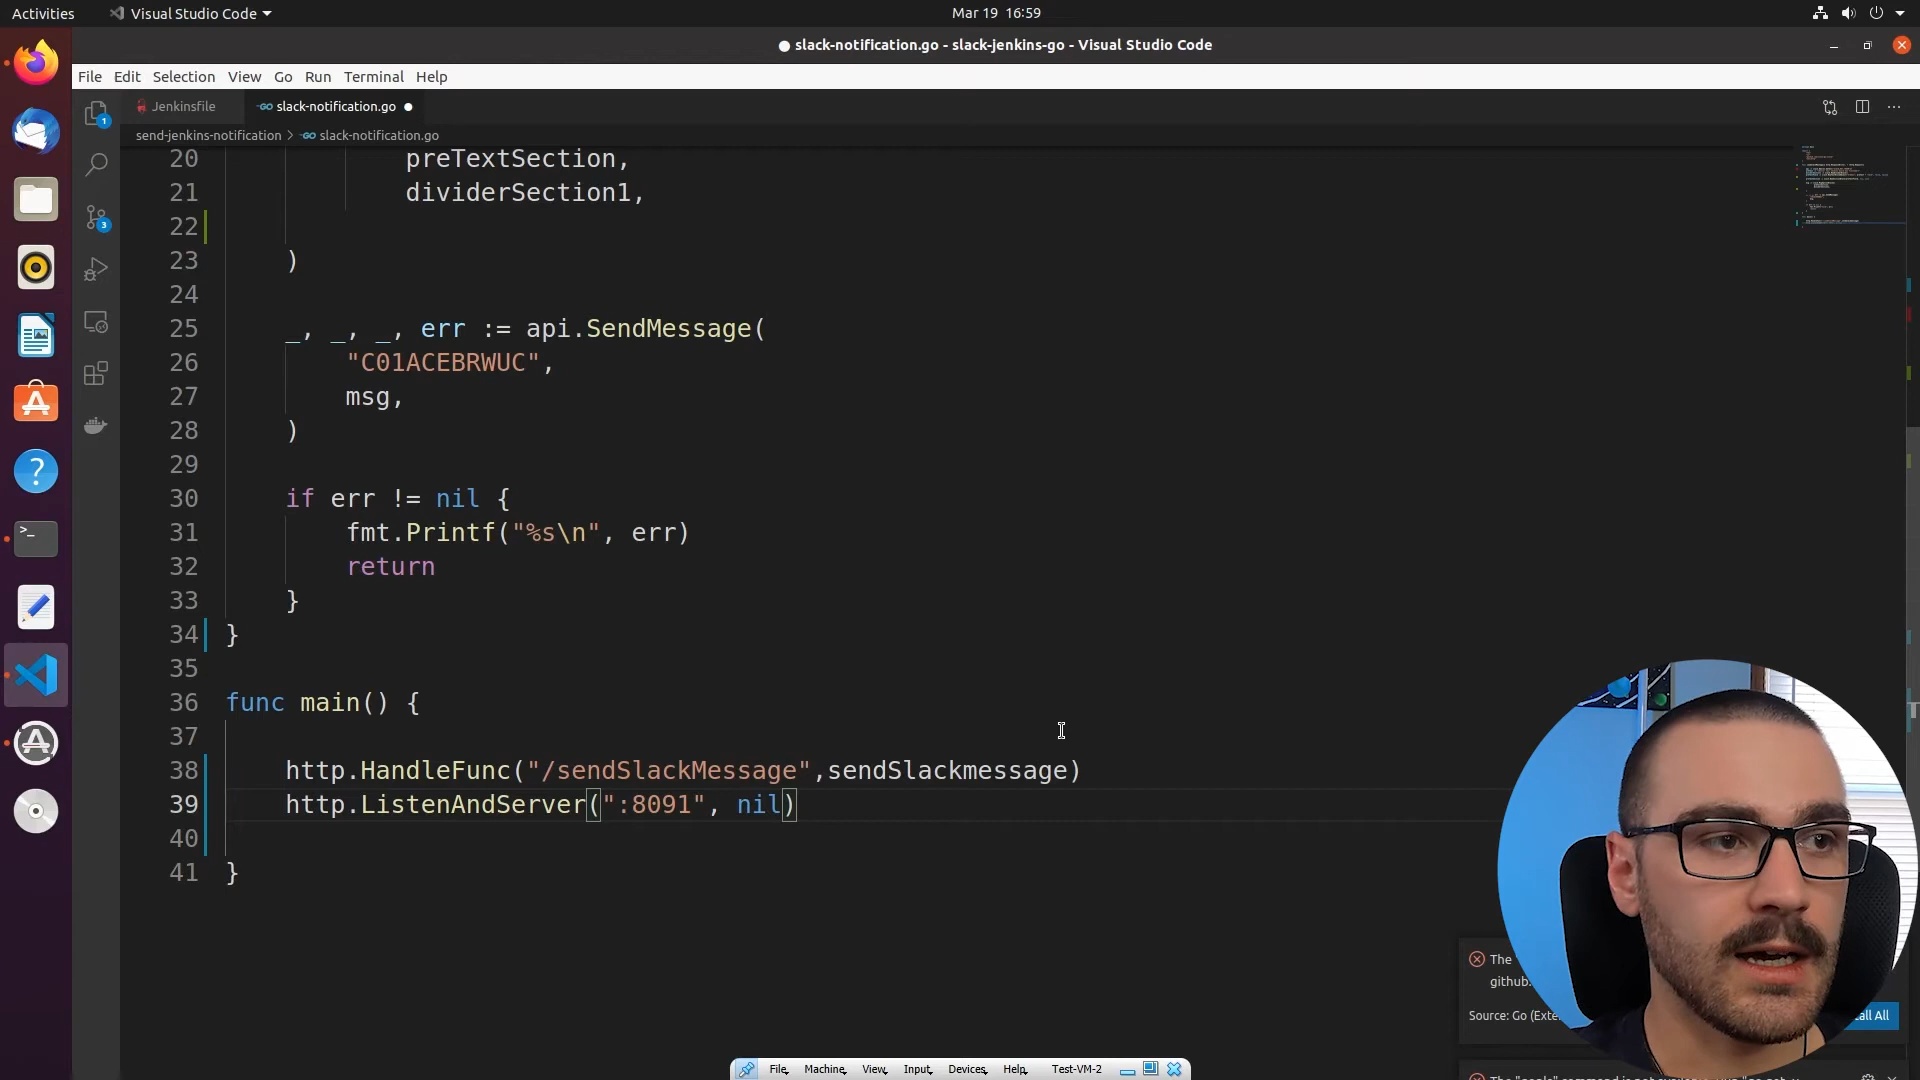 Activities
Visual Studio Code
Mar 19 16:59
slack-notification.go - slack-jenkins-go - Visual Studio Code
File Edit Selection View Go Run Terminal Help
Jenkinsfile
slack-notification.go
send-jenkins-notification > slack-notification.go
20 preTextSection,
21 dividerSection1,
22
23 )
24
25 _, _, _, err := api.SendMessage(
26 "C01ACEBRWUC",
27 msg,
28 )
29
30 if err != nil {
31 fmt.Printf("%s\n", err)
32 return
33 }
34 }
35
36 func main() {
37
38 http.HandleFunc("/sendSlackMessage",sendSlackmessage)
39 http.ListenAndServer(":8091", nil)
40
41 }
1
3
The
github.
Source: Go (Exte
all All
File Machine View Input Devices Help Test-VM-2